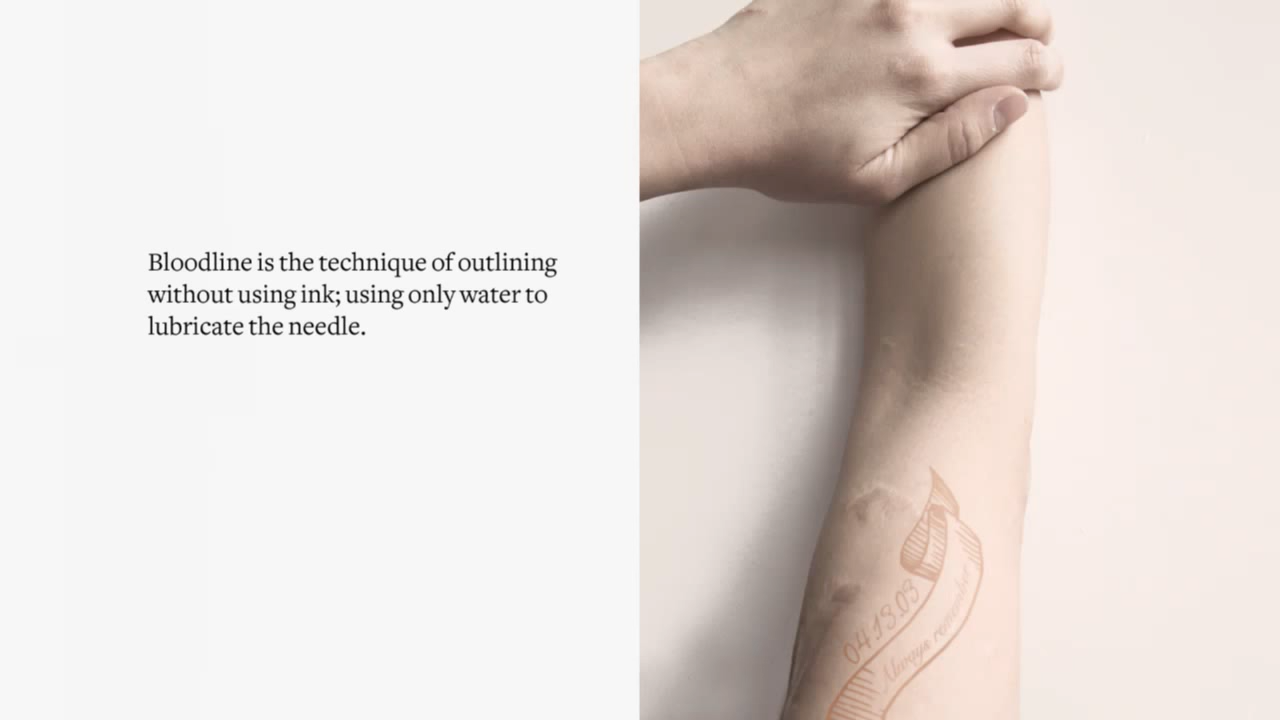 Bloodline is the technique of outlining
without using ink; using only water to
lubricate the needle.
04.13.03
Always remember